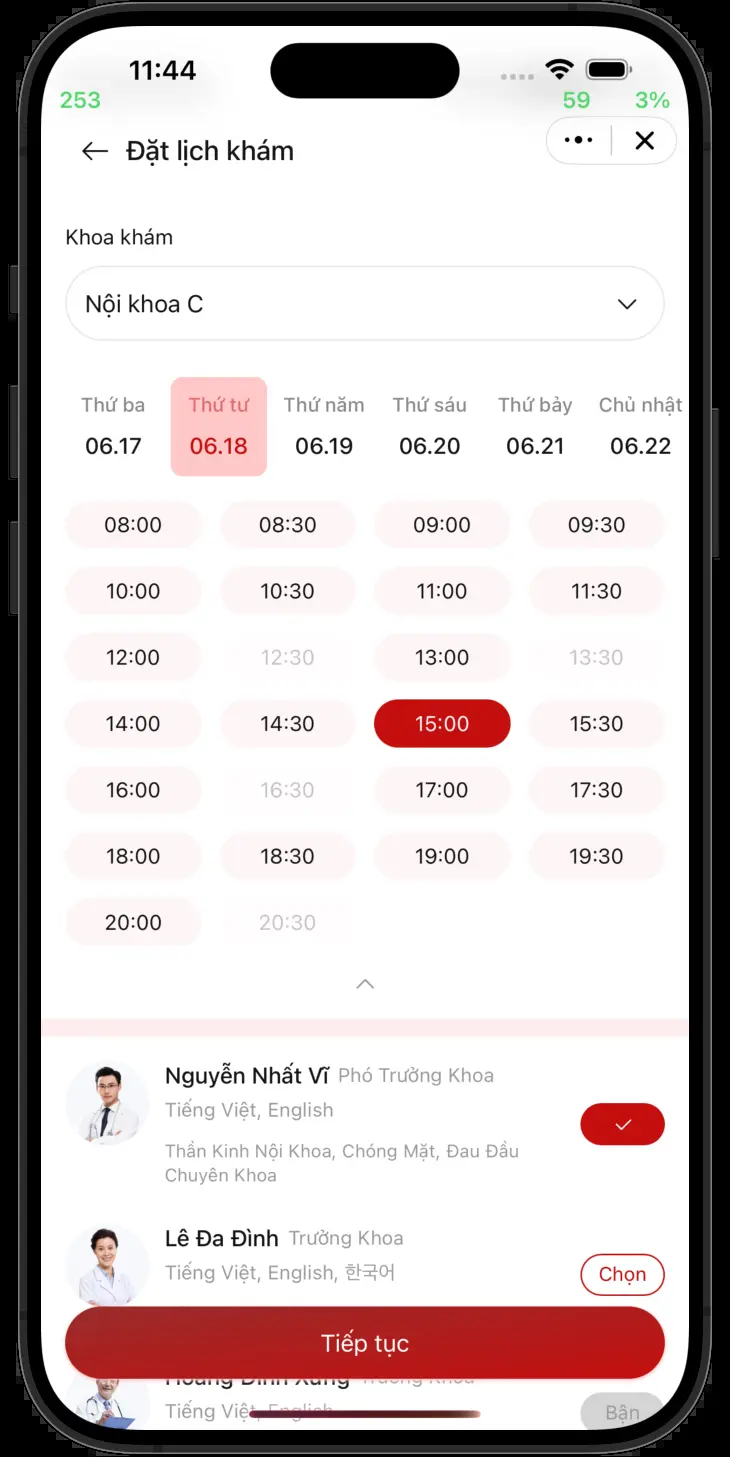 11:44
253 59 3%
Đặt lịch khám
Khoa khám
Nội khoa C
Thứ ba Thứ tư Thứ năm Thứ sáu Thứ bảy Chủ nhật
06.17 06.18 06.19 06.20 06.21 06.22
08:00 08:30 09:00 09:30
10:00 10:30 11:00 11:30
12:00 12:30 13:00 13:30
14:00 14:30 15:00 15:30
16:00 16:30 17:00 17:30
18:00 18:30 19:00 19:30
20:00 20:30
Nguyễn Nhất Vĩ Phó Trưởng Khoa
Tiếng Việt, English
Thần Kinh Nội Khoa, Chóng Mặt, Đau Đầu
Chuyên Khoa
Lê Đa Đình Trưởng Khoa
Tiếng Việt, English, 한국어
Chọn
Tiếp tục
Tiếng Việt, English
Bận